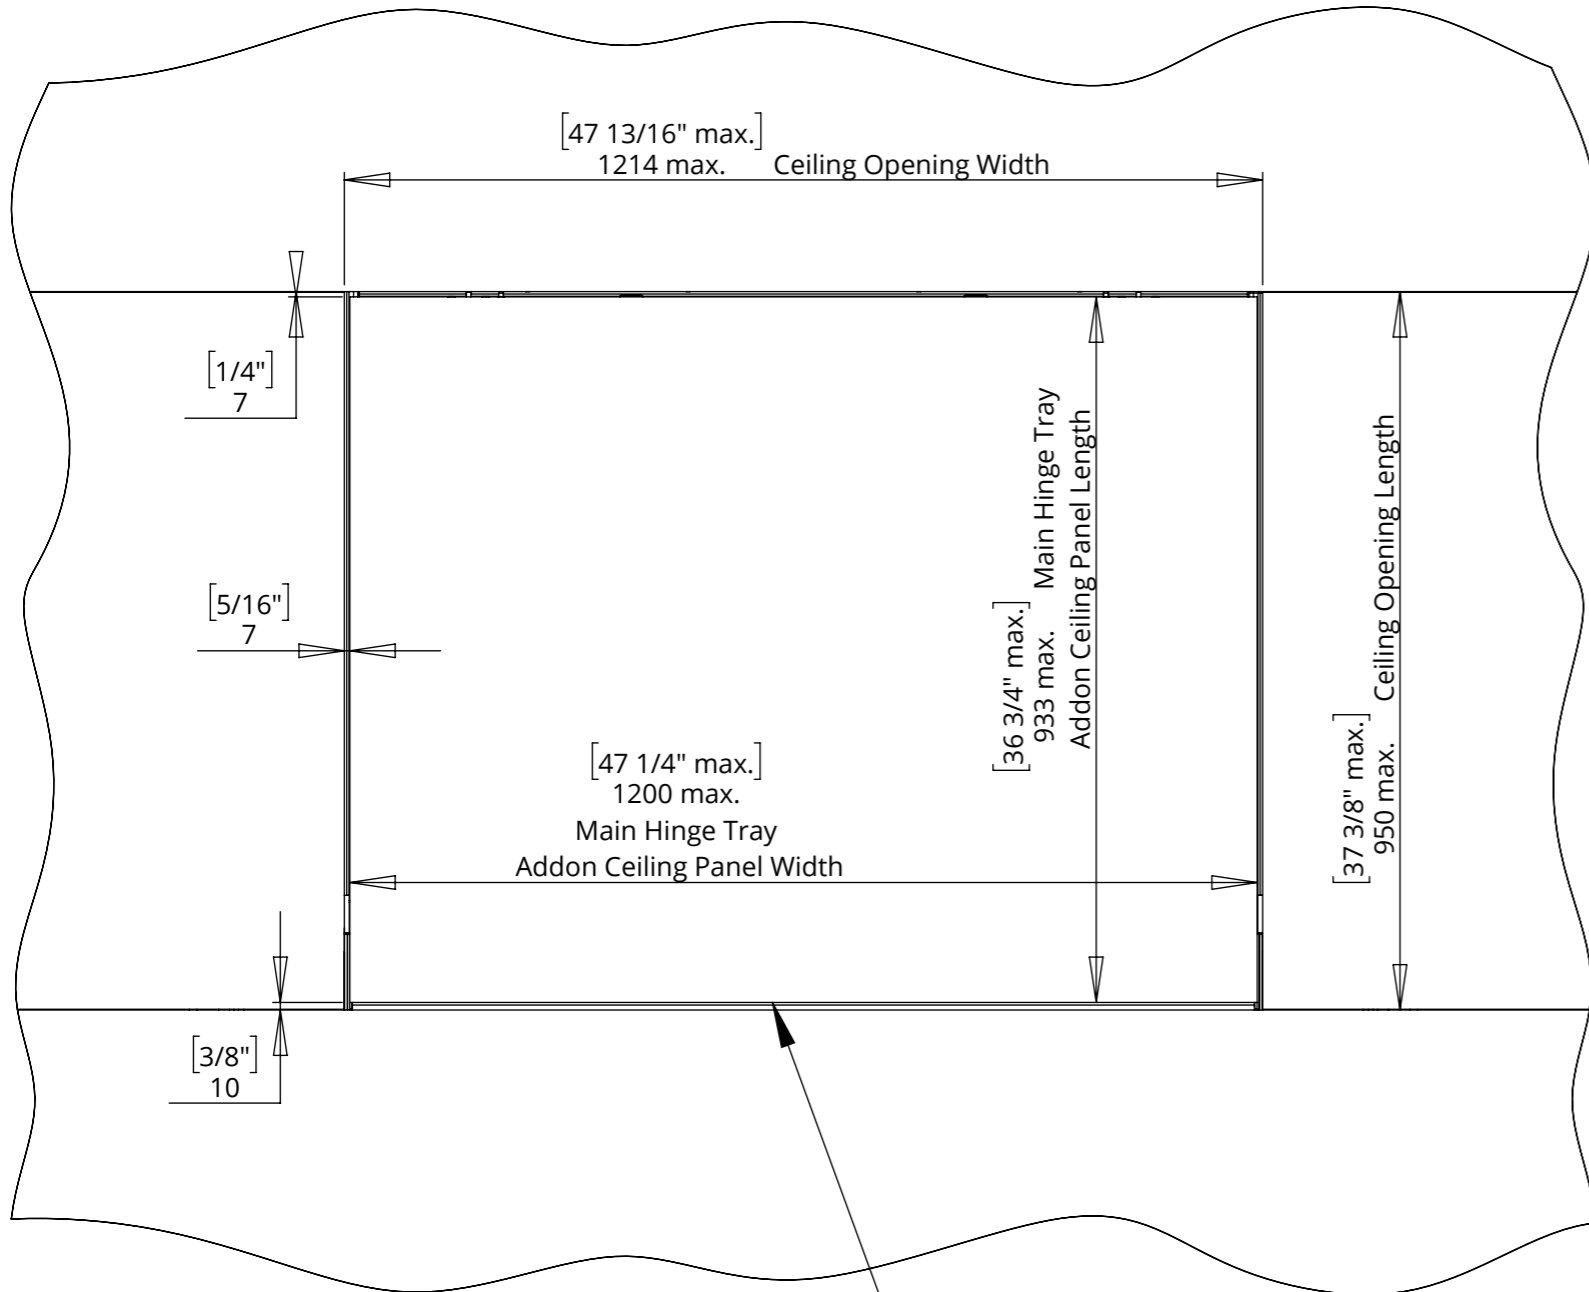 [47 13/16" max.]
1214 max. Ceiling Opening Width
[1/4"]
7
[5/16"]
7
[36 3/4" max.]
933 max. Main Hinge Tray
Addon Ceiling Panel Length
[37 3/8" max.]
950 max. Ceiling Opening Length
[47 1/4" max.]
1200 max.
Main Hinge Tray
Addon Ceiling Panel Width
[3/8"]
10